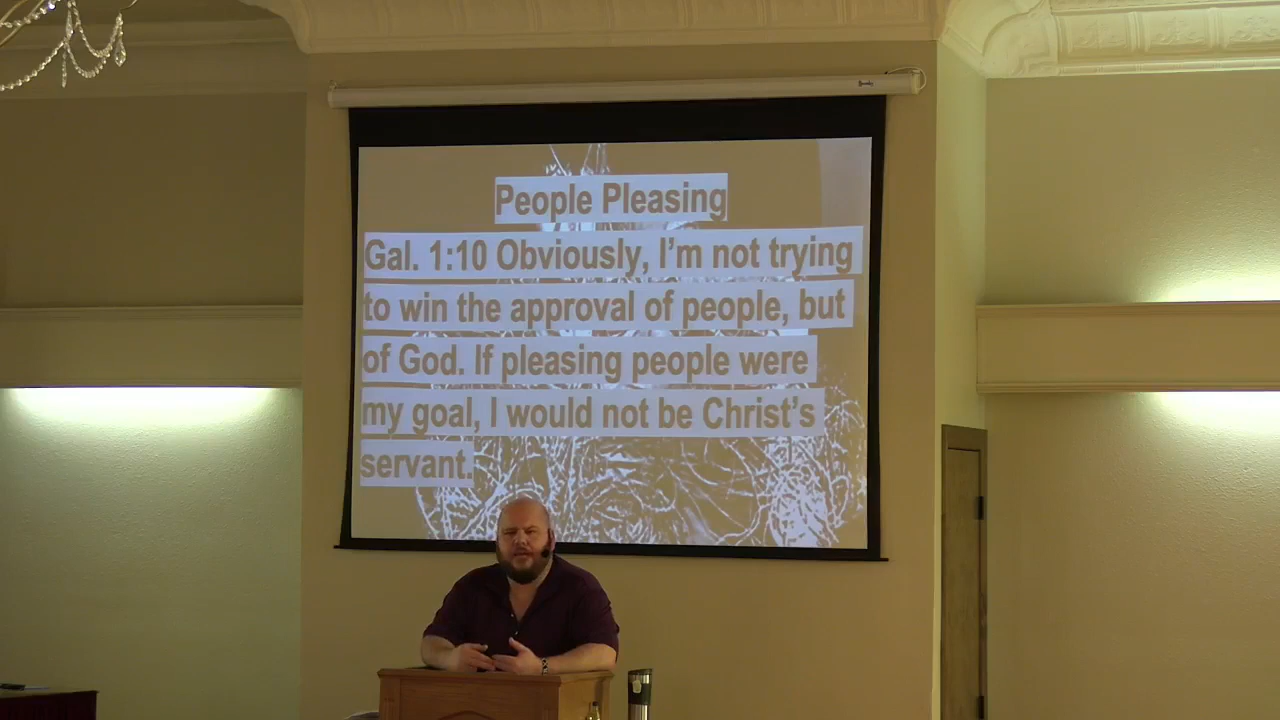 People Pleasing
Gal. 1:10 Obviously, I'm not trying
to win the approval of people, but
of God. If pleasing people were
my goal, I would not be Christ's
servant.